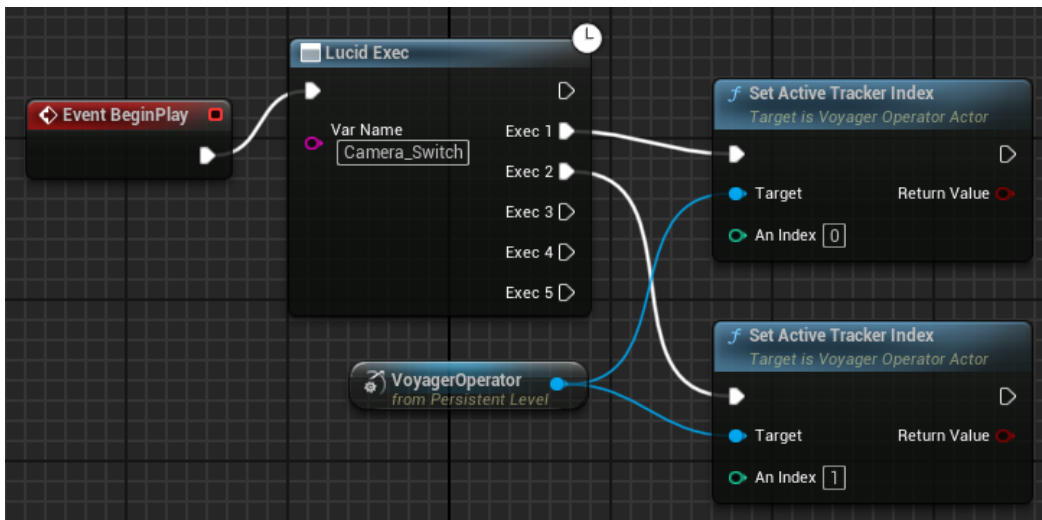 Lucid Exec
Event BeginPlay
Var Name
Camera_Switch
Exec 1
Exec 2
Exec 3
Exec 4
Exec 5
VoyagerOperator
from Persistent Level
f Set Active Tracker Index
Target is Voyager Operator Actor
Target Return Value
An Index 0
f Set Active Tracker Index
Target is Voyager Operator Actor
Target Return Value
An Index 1